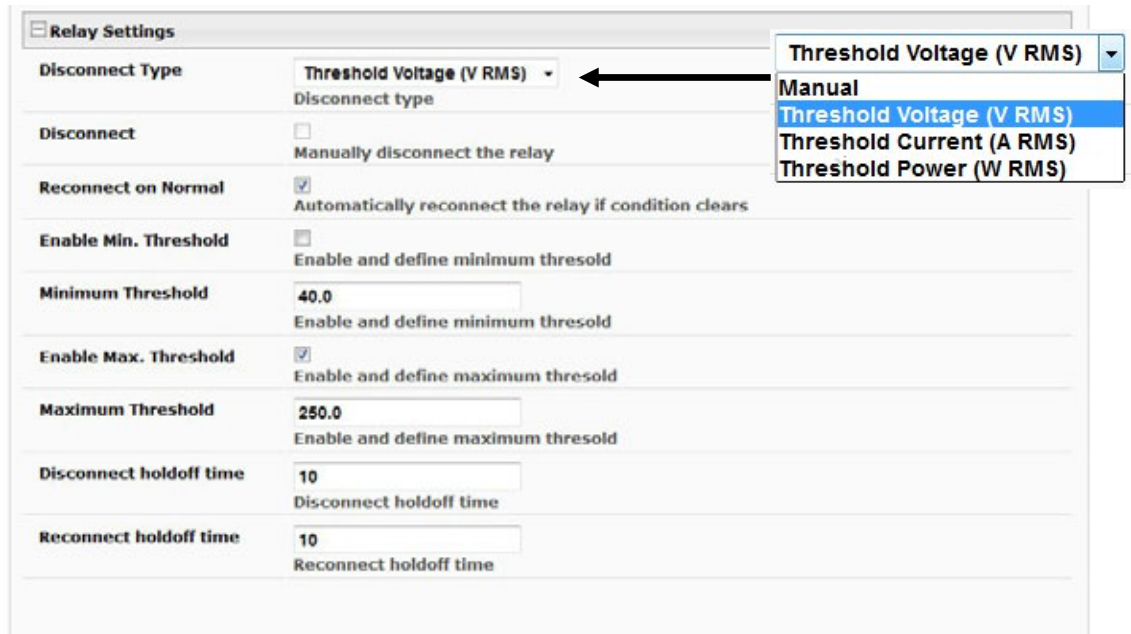 Relay Settings
Disconnect Type
Threshold Voltage (V RMS)
Disconnect type
Disconnect
Manually disconnect the relay
Reconnect on Normal
Automatically reconnect the relay if condition clears
Enable Min. Threshold
Enable and define minimum thresold
Minimum Threshold
40.0
Enable and define minimum thresold
Enable Max. Threshold
Enable and define maximum thresold
Maximum Threshold
250.0
Enable and define maximum thresold
Disconnect holdoff time
10
Disconnect holdoff time
Reconnect holdoff time
10
Reconnect holdoff time
Threshold Voltage (V RMS)
Manual
Threshold Voltage (V RMS)
Threshold Current (A RMS)
Threshold Power (W RMS)